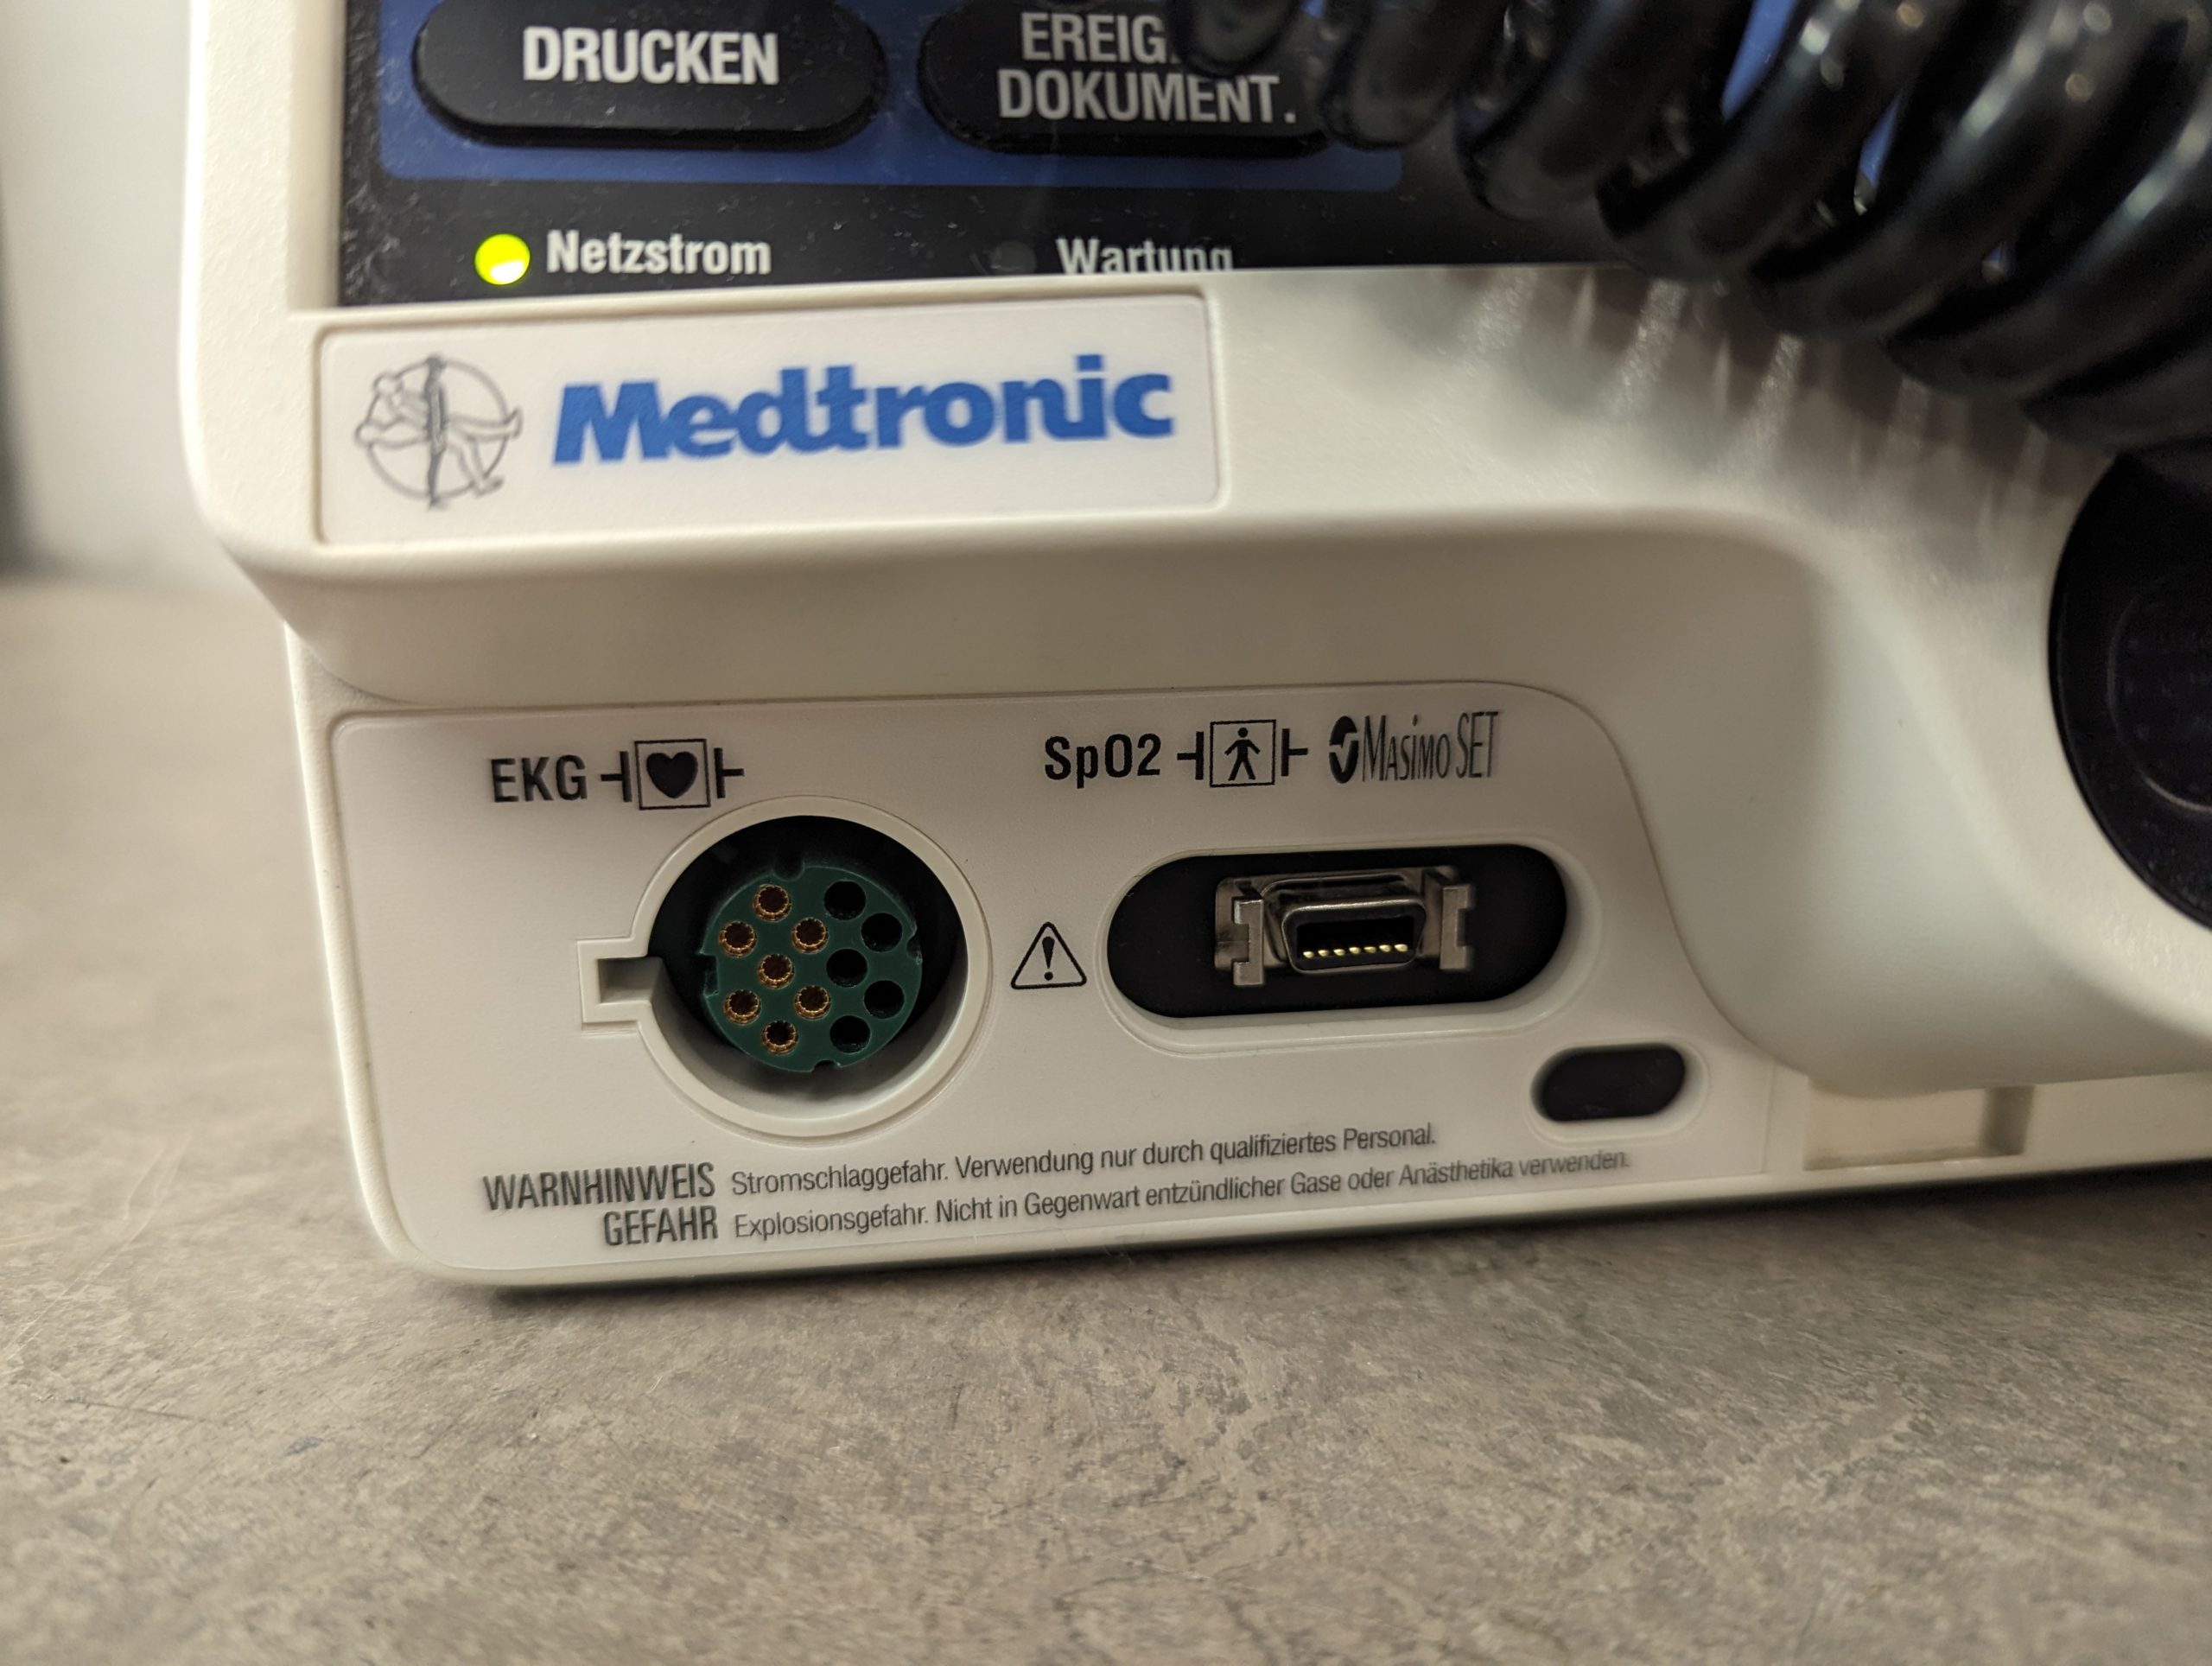 DRUCKEN
DOKUMENT.
Netzstrom
Wartung
Medtronic
EKG
SpO2 Masimo SET
WARNHINWEIS Stromschlaggefahr. Verwendung nur durch qualifiziertes Personal.
GEFAHR Explosionsgefahr. Nicht in Gegenwart entzündlicher Gase oder Anästhetika verwenden.